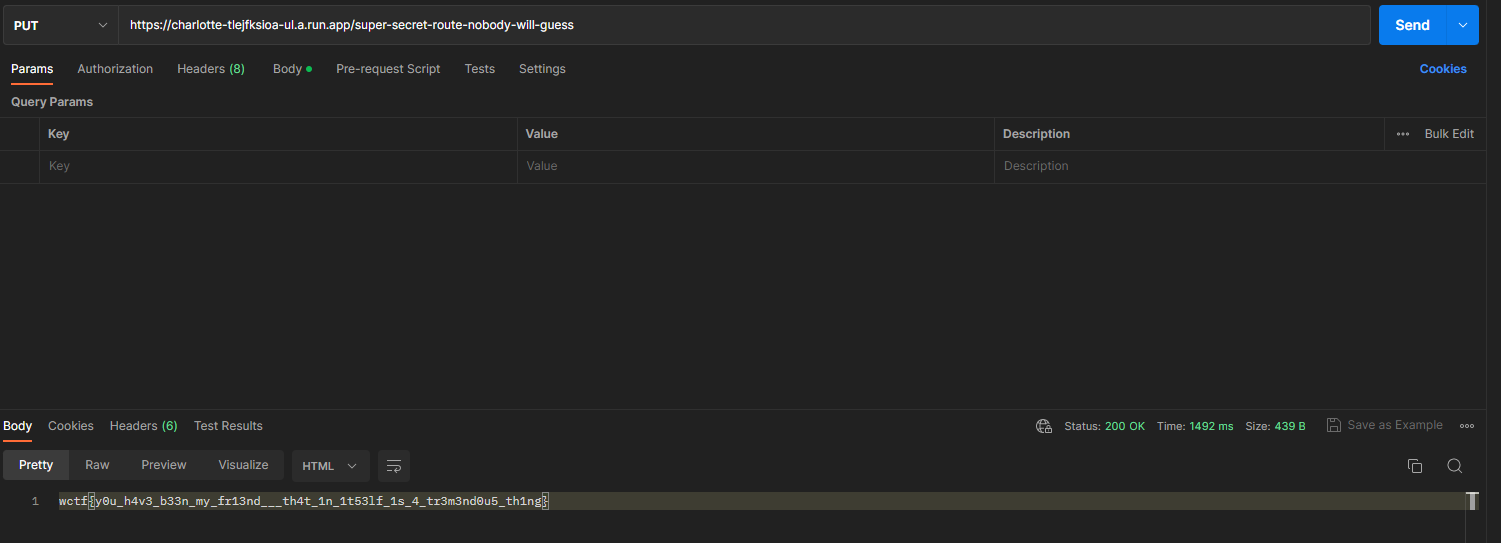 PUT https://charlotte-tlejfksioa-ul.a.run.app/super-secret-route-nobody-will-guess Send
Params Authorization Headers (8) Body Pre-request Script Tests Settings Cookies
Query Params
Key Value Description Bulk Edit
Key Value Description
Body Cookies Headers (6) Test Results Status: 200 OK Time: 1492 ms Size: 439 B Save as Example
Pretty Raw Preview Visualize HTML
1 wctf{y0u_h4v3_b33n_my_fr13nd___th4t_1n_1t53lf_1s_4_tr3m3nd0u5_th1ng}